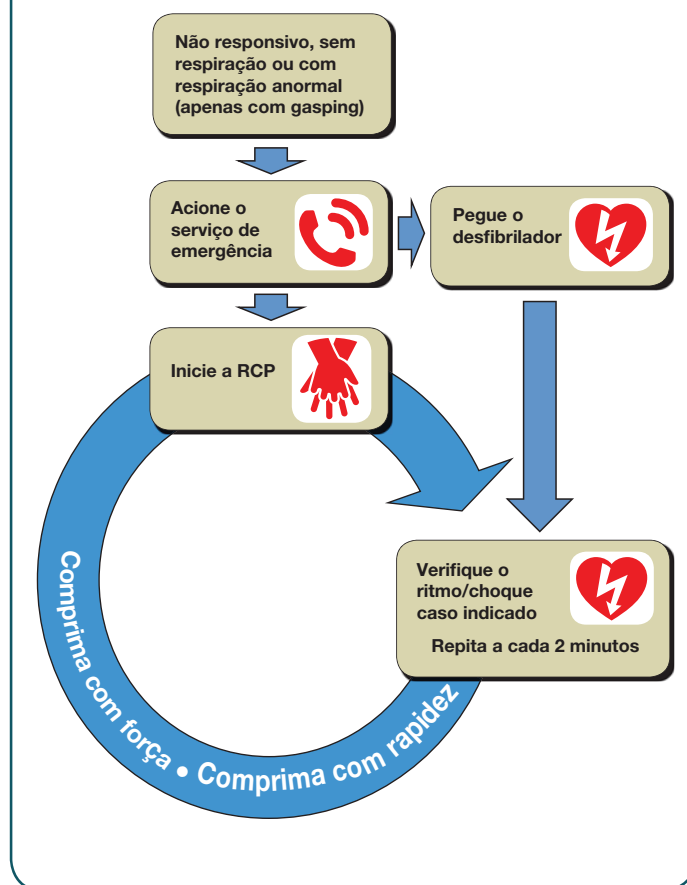 Não responsivo, sem
respiração ou com
respiração anormal
(apenas com gasping)
Acione o
serviço de
emergência
Pegue o
desfibrilador
Inicie a RCP
Verifique o
ritmo/choque
caso indicado
Repita a cada 2 minutos
Comprima com força • Comprima com rapidez